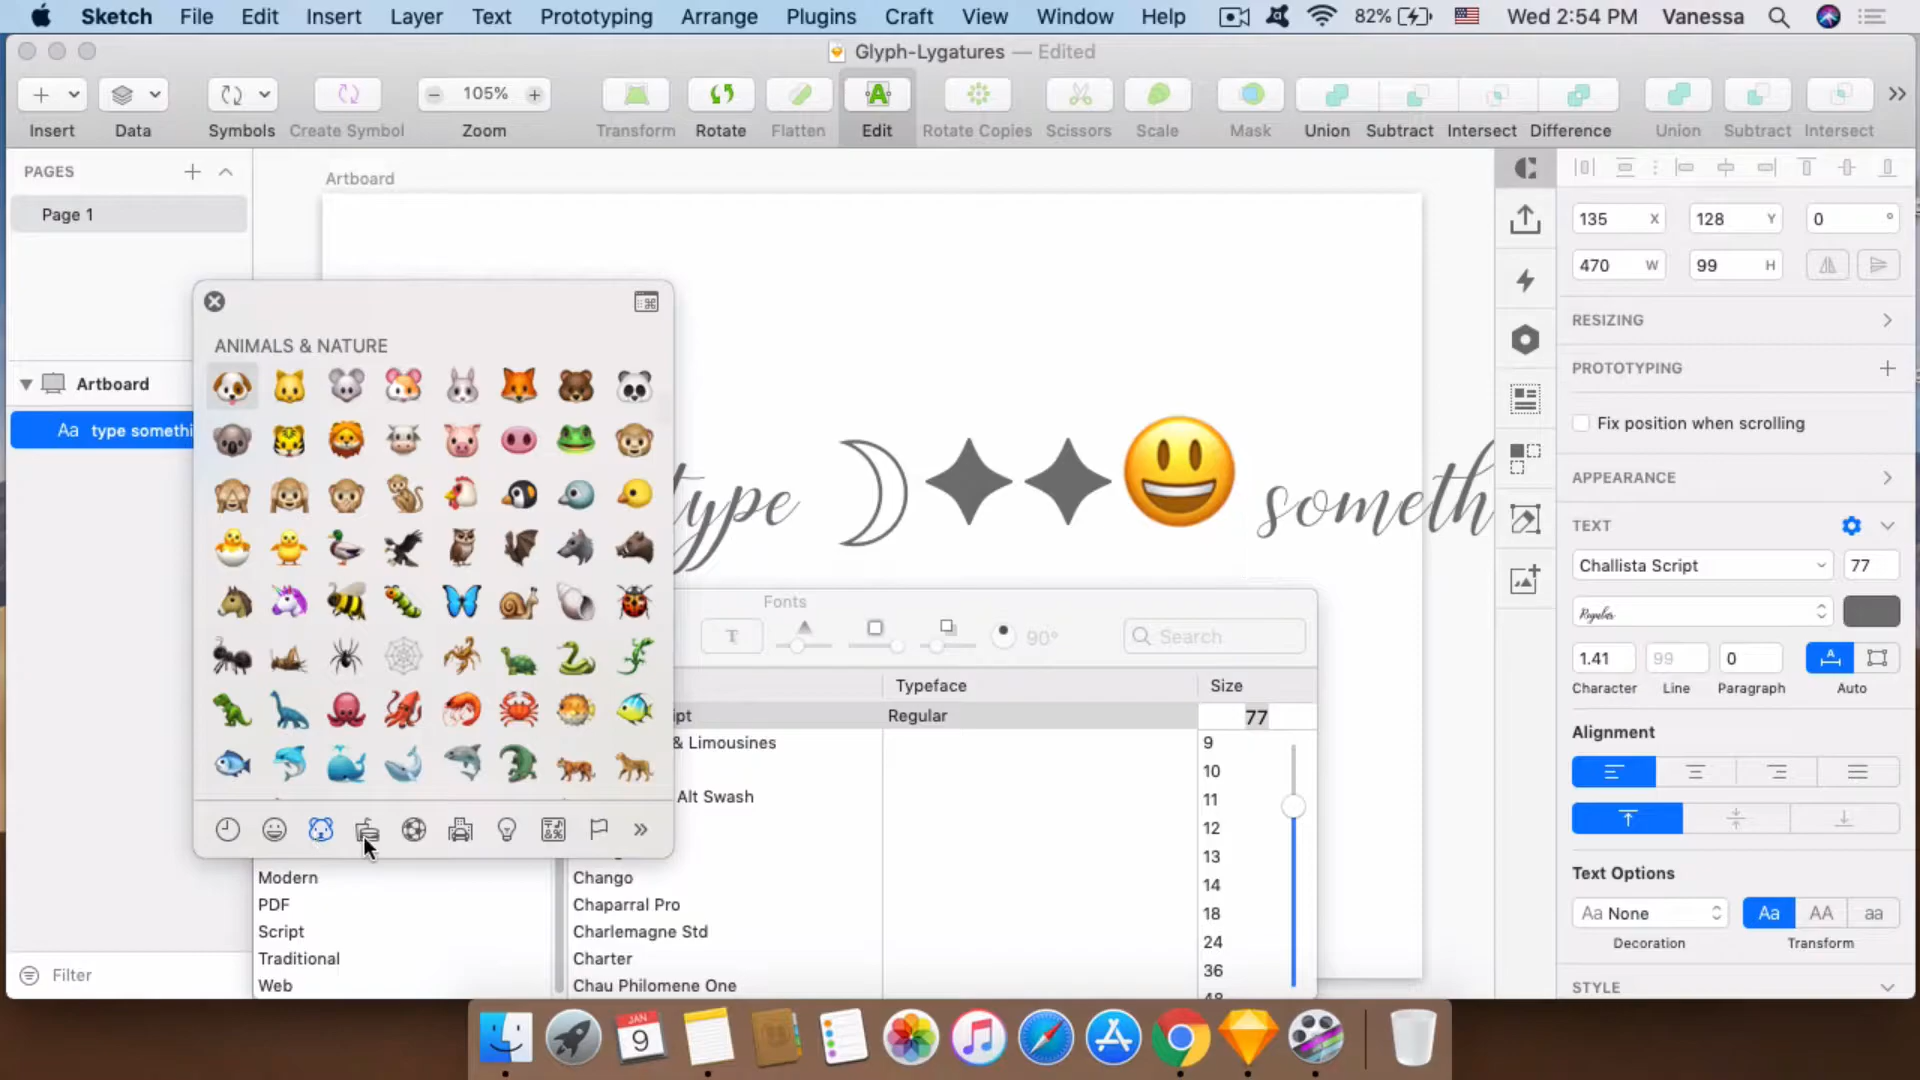 Sketch File Edit Insert Layer Text Prototyping Arrange Plugins Craft View Window Help 82% Wed 2:54 PM Vanessa
Glyph-Lygatures — Edited
105%
Insert Data Symbols Create Symbol Zoom Transform Rotate Flatten Edit Rotate Copies Scissors Scale Mask Union Subtract Intersect Difference Union Subtract Intersect
PAGES
Page 1
Artboard
Aa type somethi
Filter
Artboard
ANIMALS & NATURE
type ☽✦✦😃 someth
Fonts
90°
Search
Typeface Size
ipt Regular 77
& Limousines 9
10
Alt Swash 11
12
13
Modern Chango 14
PDF Chaparral Pro 18
Script Charlemagne Std 24
Traditional Charter 36
Web Chau Philomene One 48
135 X 128 Y 0 °
470 W 99 H
RESIZING
PROTOTYPING
Fix position when scrolling
APPEARANCE
TEXT
Challista Script 77
Regular
1.41 99 0
Character Line Paragraph Auto
Alignment
Text Options
Aa None Aa AA aa
Decoration Transform
STYLE
JAN
9